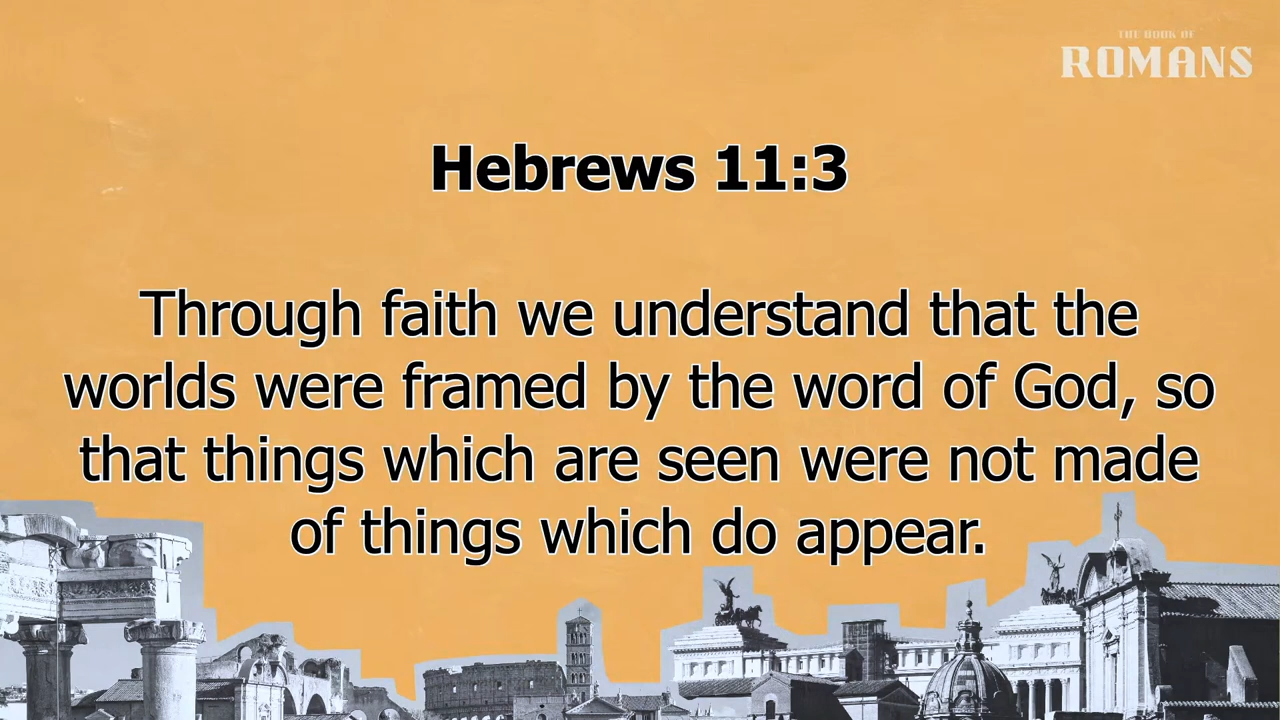 THE BOOK OF
ROMANS
Hebrews 11:3
Through faith we understand that the
worlds were framed by the word of God, so
that things which are seen were not made
of things which do appear.